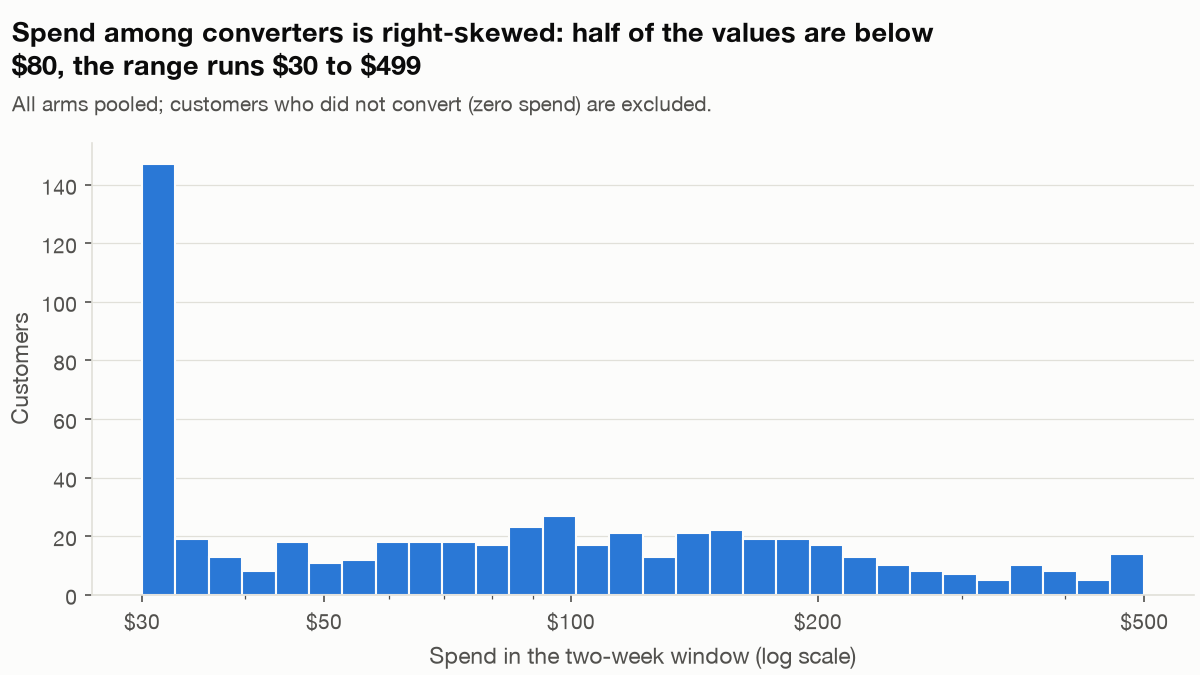 Spend among converters is right-skewed: half of the values are below
$80, the range runs $30 to $499
All arms pooled; customers who did not convert (zero spend) are excluded.
140
120
100
80
60
40
20
0
Customers
$30
$50
$100
$200
$500
Spend in the two-week window (log scale)